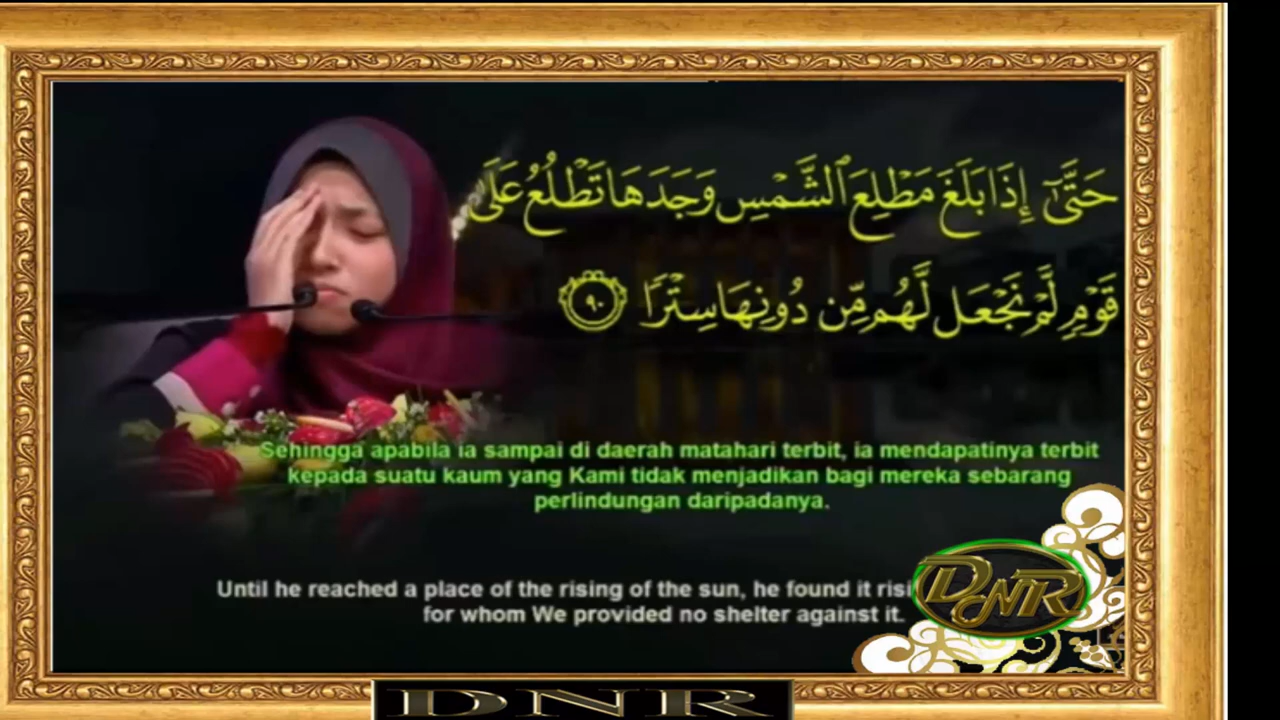 حَتَّىٰٓ إِذَا بَلَغَ مَطْلِعَ ٱلشَّمْسِ وَجَدَهَا تَطْلُعُ عَلَىٰ
قَوْمٍ لَّمْ نَجْعَل لَّهُم مِّن دُونِهَا سِتْرًا ٩٠
Sehingga apabila ia sampai di daerah matahari terbit, ia mendapatinya terbit
kepada suatu kaum yang Kami tidak menjadikan bagi mereka sebarang
perlindungan daripadanya.
Until he reached a place of the rising of the sun, he found it risi
for whom We provided no shelter against it.
DNR
DNR